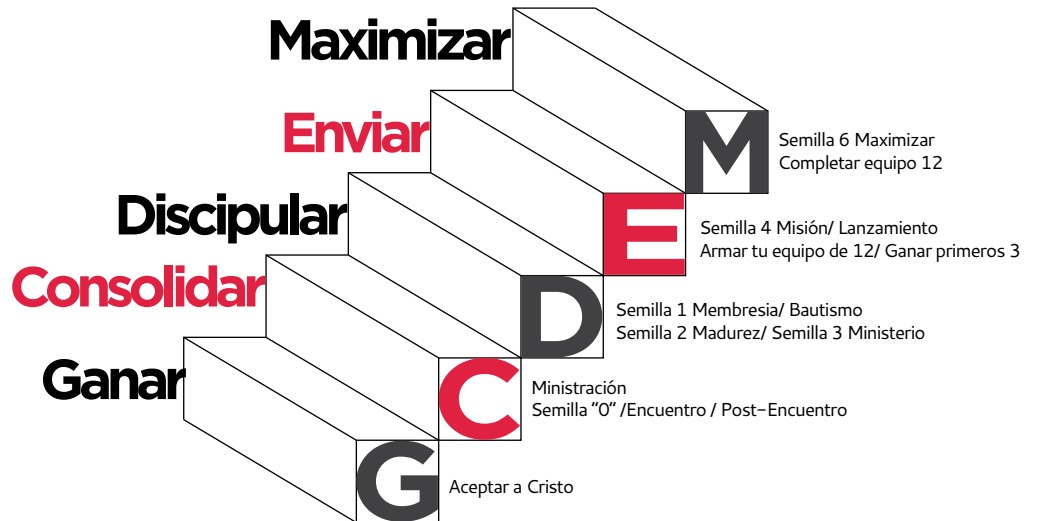 Maximizar
M
Semilla 6 Maximizar
Completar equipo 12
Enviar
E
Semilla 4 Misión/ Lanzamiento
Armar tu equipo de 12/ Ganar primeros 3
Discipular
D
Semilla 1 Membresia/ Bautismo
Semilla 2 Madurez/ Semilla 3 Ministerio
Consolidar
C
Ministración
Semilla "0" /Encuentro / Post-Encuentro
Ganar
G
Aceptar a Cristo